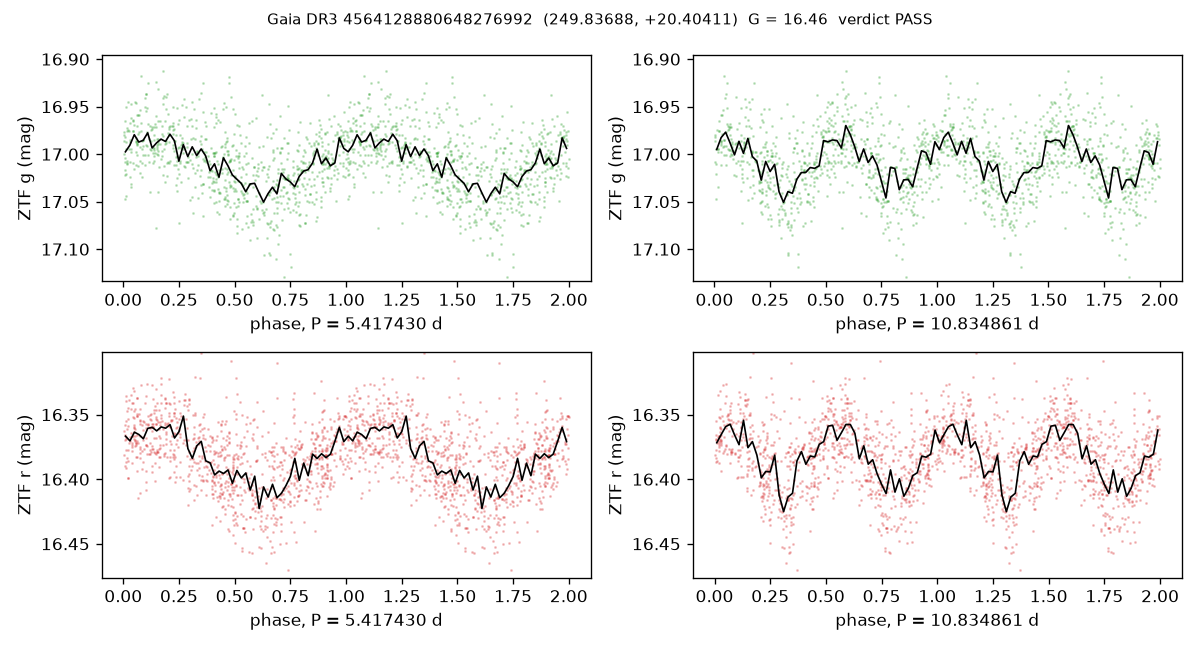 Gaia DR3 4564128880648276992  (249.83688, +20.40411)  G = 16.46  verdict PASS
ZTF g (mag)
16.90
16.95
17.00
17.05
17.10
0.00 0.25 0.50 0.75 1.00 1.25 1.50 1.75 2.00
phase, P = 5.417430 d
ZTF g (mag)
16.90
16.95
17.00
17.05
17.10
0.00 0.25 0.50 0.75 1.00 1.25 1.50 1.75 2.00
phase, P = 10.834861 d
ZTF r (mag)
16.35
16.40
16.45
0.00 0.25 0.50 0.75 1.00 1.25 1.50 1.75 2.00
phase, P = 5.417430 d
ZTF r (mag)
16.35
16.40
16.45
0.00 0.25 0.50 0.75 1.00 1.25 1.50 1.75 2.00
phase, P = 10.834861 d